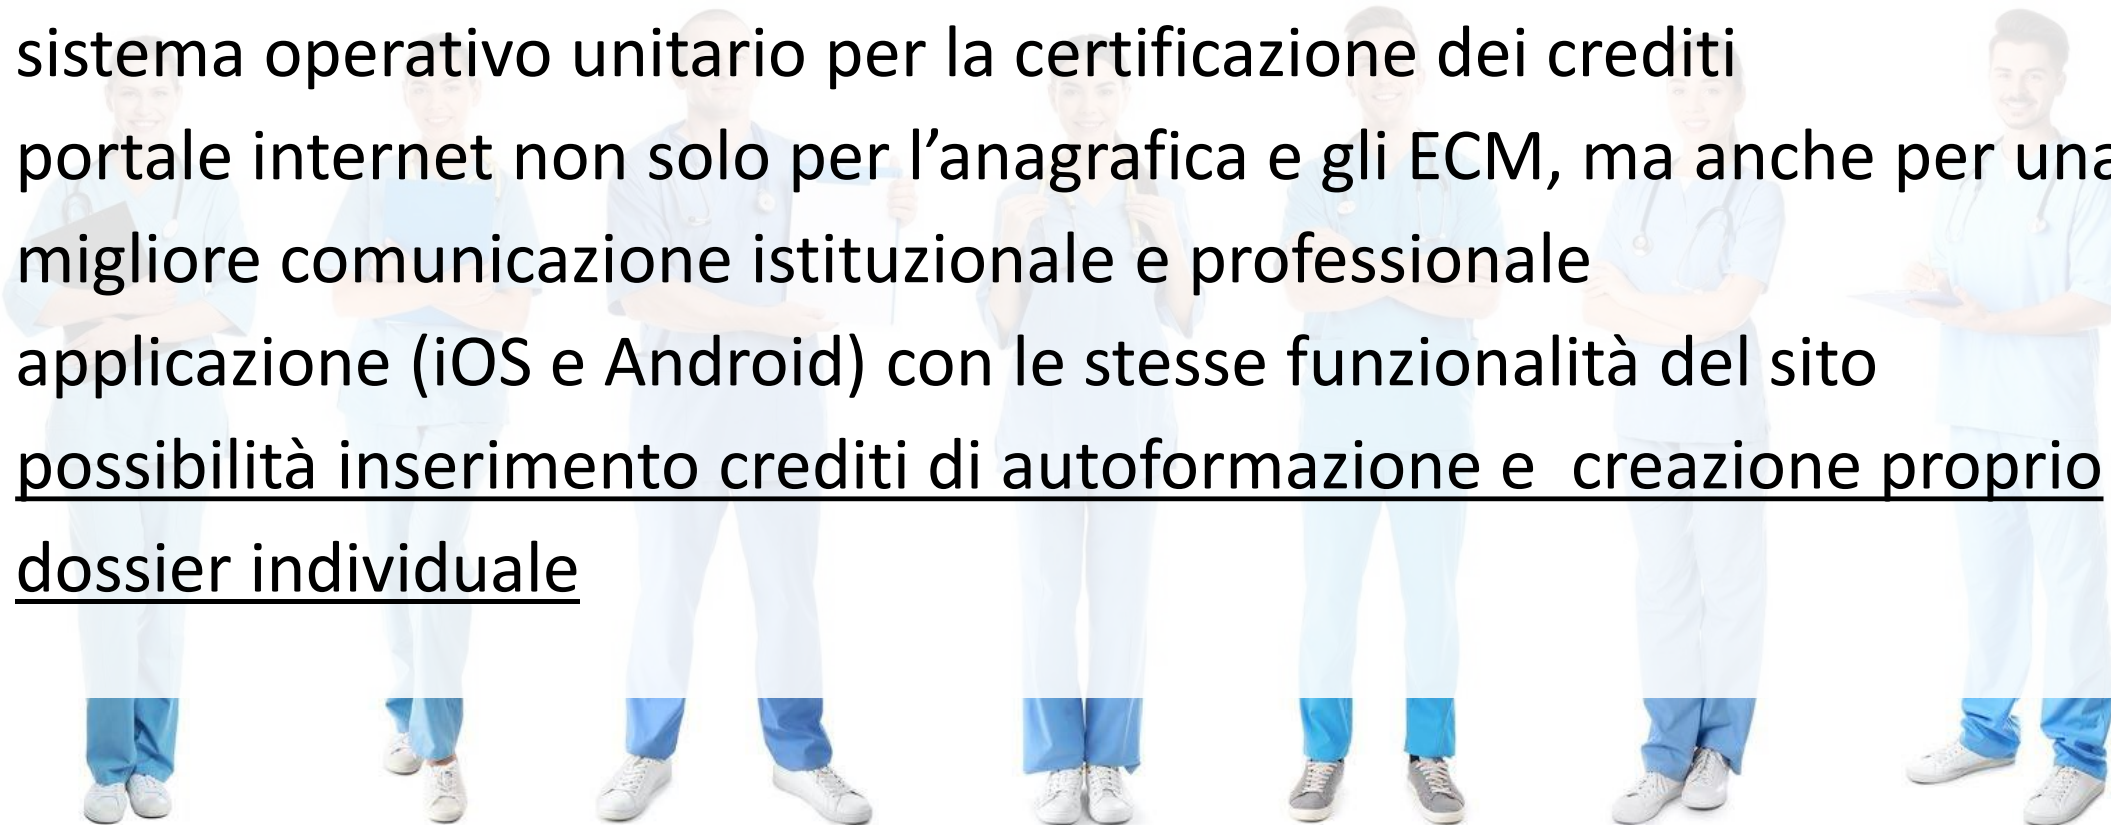 sistema operativo unitario per la certificazione dei crediti
portale internet non solo per l’anagrafica e gli ECM, ma anche per una
migliore comunicazione istituzionale e professionale
applicazione (iOS e Android) con le stesse funzionalità del sito
possibilità inserimento crediti di autoformazione e  creazione proprio
dossier individuale